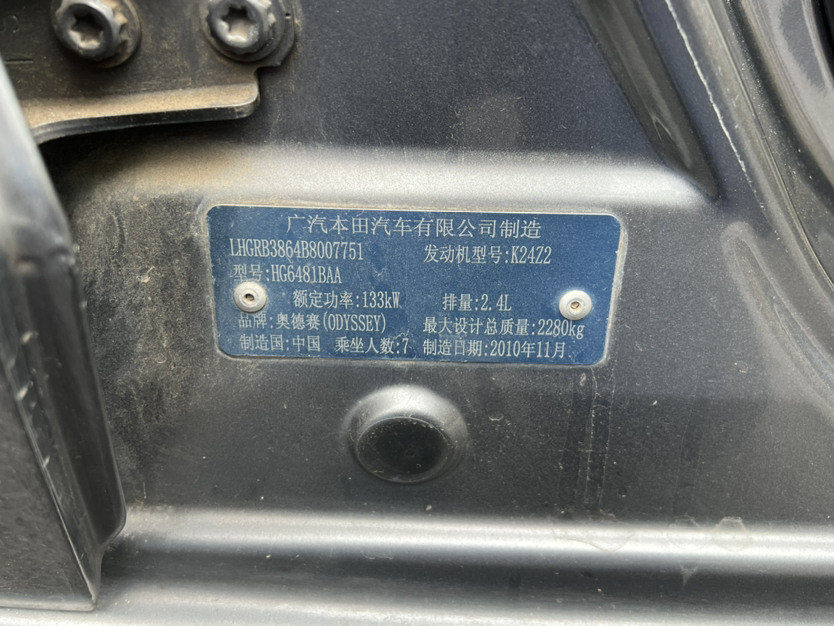 广汽本田汽车有限公司制造
LHGRB3864B8007751 发动机型号:K24Z2
型号:HG6481BAA
额定功率:133kW 排量:2.4L
品牌:奥德赛(ODYSSEY) 最大设计总质量:2280kg
制造国:中国 乘坐人数:7 制造日期:2010年11月